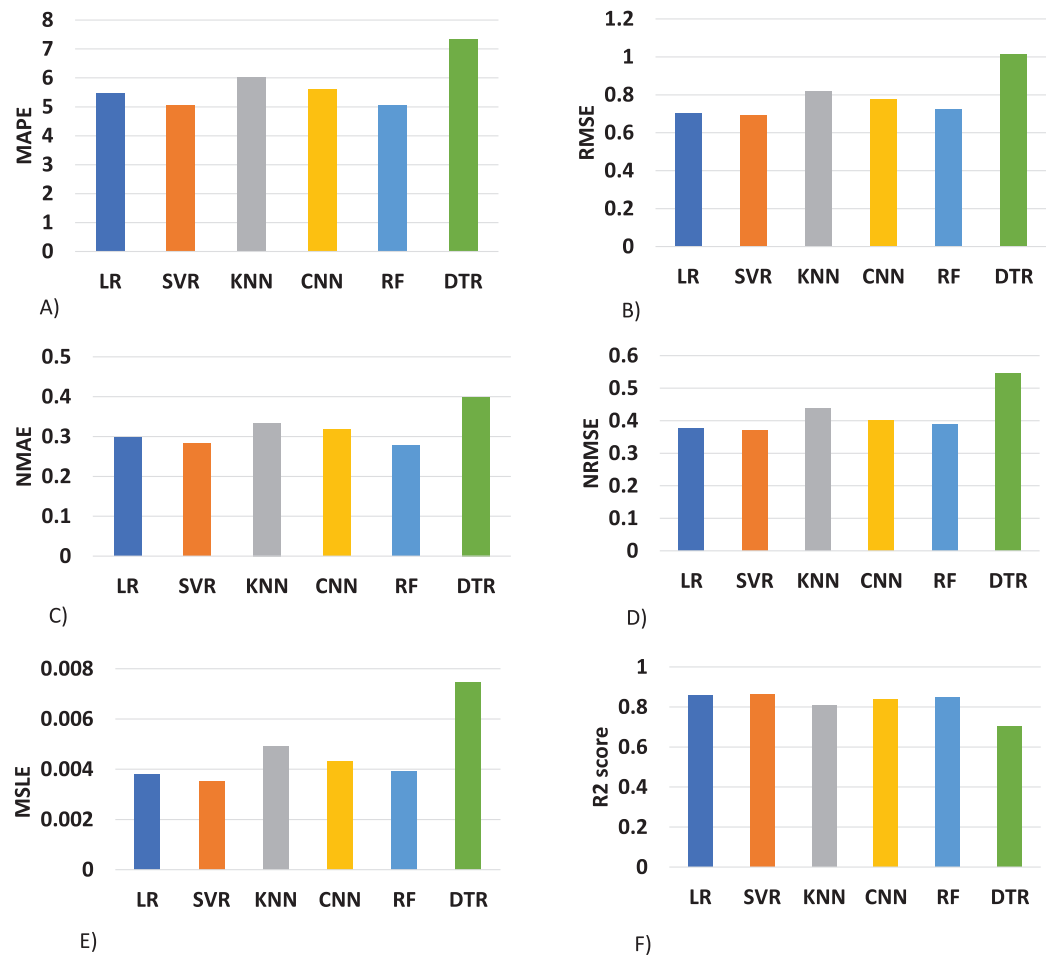 8
7
6
5
4
3
2
1
0
MAPE
LR SVR KNN CNN RF DTR
A)
1.2
1
0.8
0.6
0.4
0.2
0
RMSE
LR SVR KNN CNN RF DTR
B)
0.5
0.4
0.3
0.2
0.1
0
NMAE
LR SVR KNN CNN RF DTR
C)
0.6
0.5
0.4
0.3
0.2
0.1
0
NRMSE
LR SVR KNN CNN RF DTR
D)
0.008
0.006
0.004
0.002
0
MSLE
LR SVR KNN CNN RF DTR
E)
1
0.8
0.6
0.4
0.2
0
R2 score
LR SVR KNN CNN RF DTR
F)